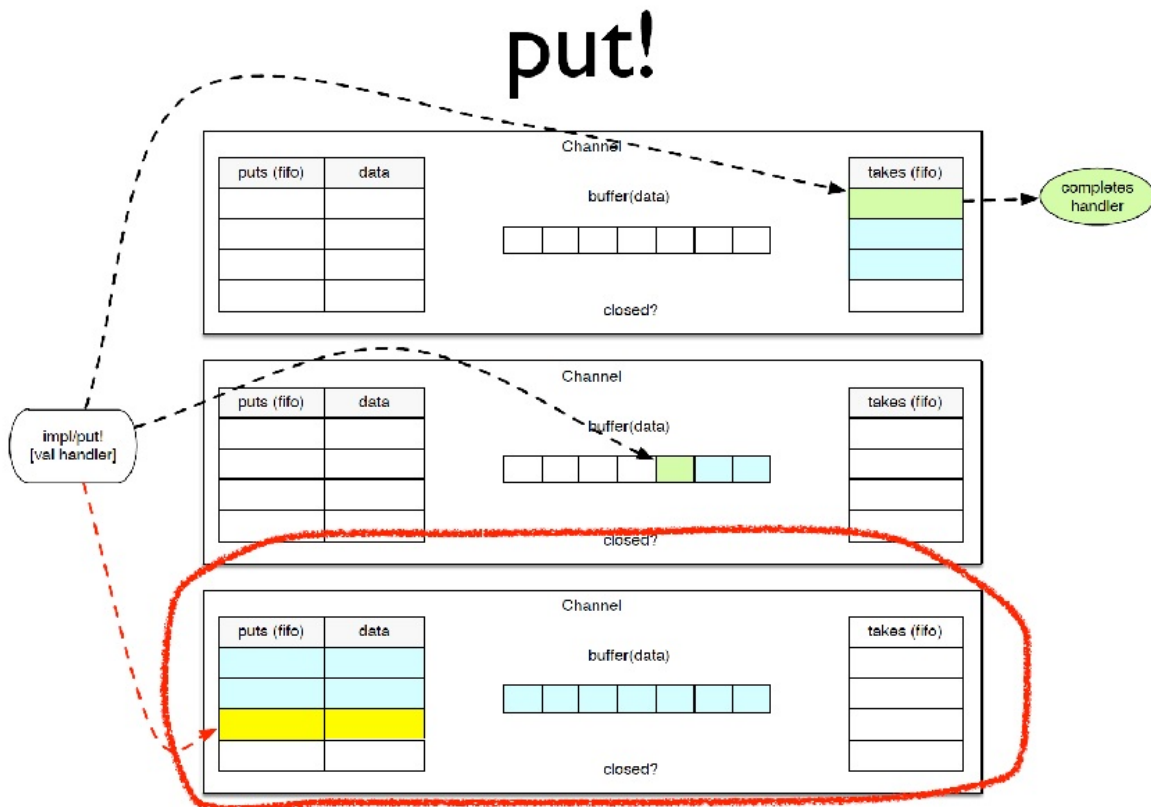 put!
Channel
puts (fifo) data takes (fifo)
buffer(data)
completes
handler
closed?
Channel
puts (fifo) data takes (fifo)
buffer(data)
impl/put!
[val handler]
closed?
Channel
puts (fifo) data takes (fifo)
buffer(data)
closed?